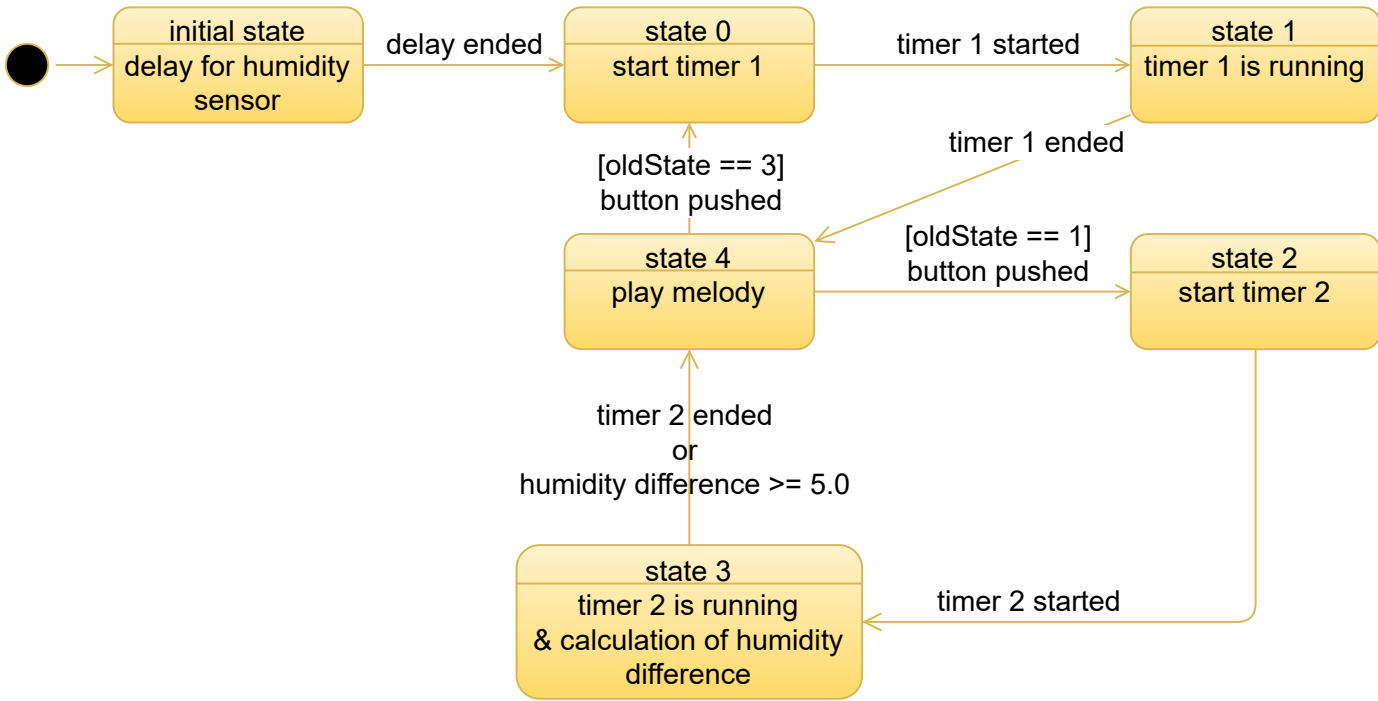 initial state
delay for humidity
sensor
delay ended
state 0
start timer 1
timer 1 started
state 1
timer 1 is running
timer 1 ended
[oldState == 3]
button pushed
state 4
play melody
[oldState == 1]
button pushed
state 2
start timer 2
timer 2 ended
or
humidity difference >= 5.0
state 3
timer 2 is running
& calculation of humidity
difference
timer 2 started